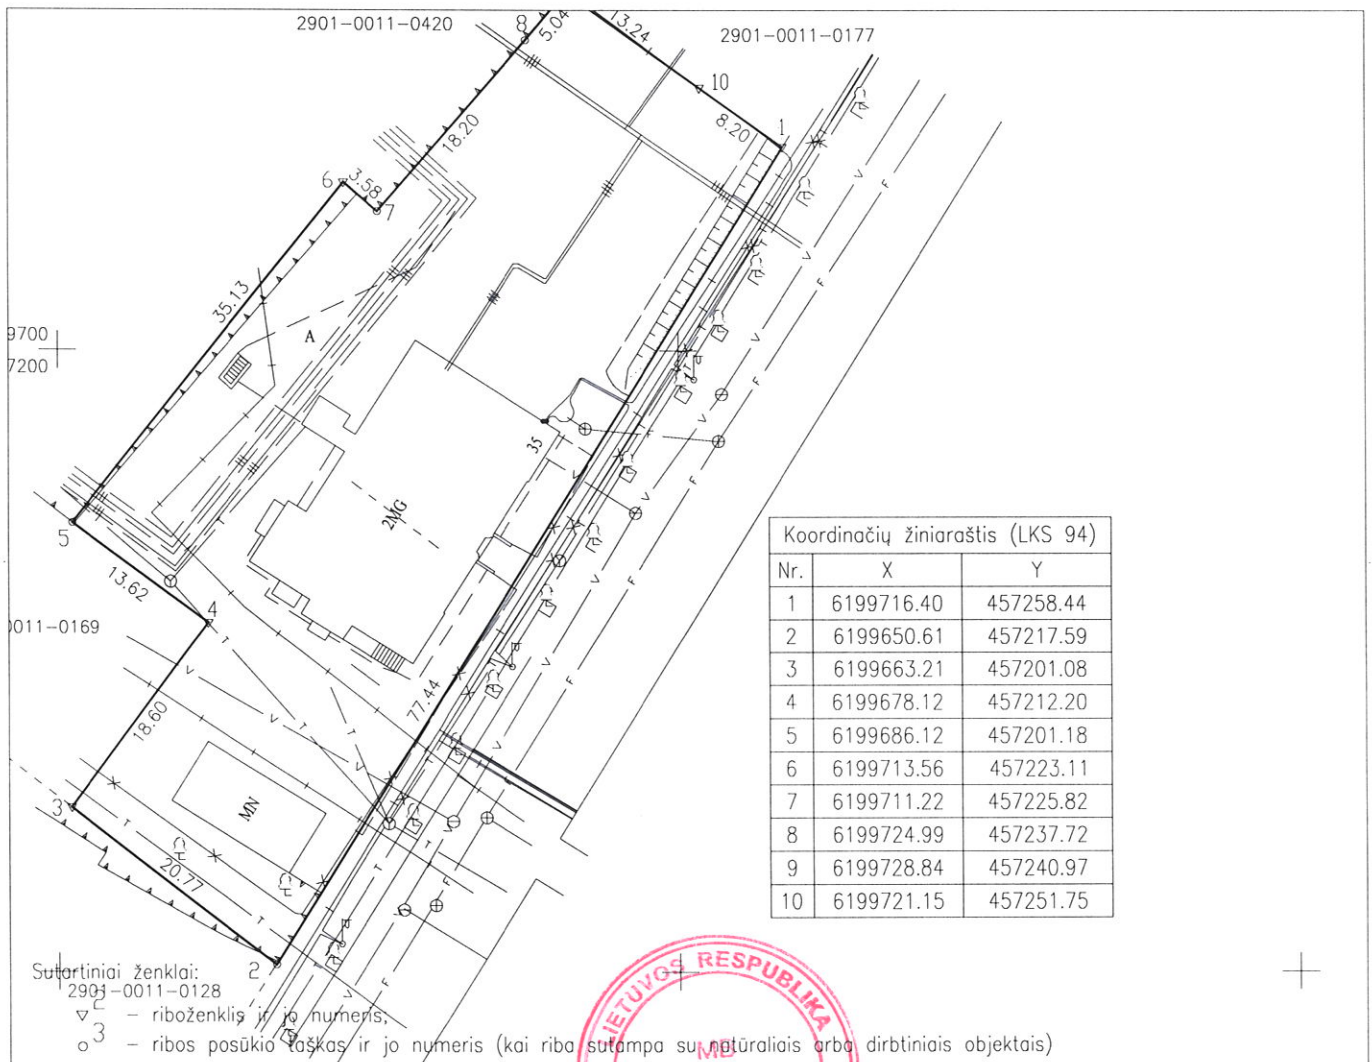 2901-0011-0420
8
5.04
13.24
2901-0011-0177
10
8.20
1
18.20
6
3.58
7
35.13
A
9700
7200
35
2MG
5
13.62
4
0011-0169
77.44
18.60
3
MN
20.77
2
Koordinačių žiniaraštis (LKS 94)
Nr. X Y
1 6199716.40 457258.44
2 6199650.61 457217.59
3 6199663.21 457201.08
4 6199678.12 457212.20
5 6199686.12 457201.18
6 6199713.56 457223.11
7 6199711.22 457225.82
8 6199724.99 457237.72
9 6199728.84 457240.97
10 6199721.15 457251.75
Sutartiniai ženklai:
2901-0011-0128
2 – riboženklis ir jo numeris;
3 – ribos posūkio taškas ir jo numeris (kai riba sutampa su natūraliais arba dirbtiniais objektais)
LIETUVOS RESPUBLIKA
MB